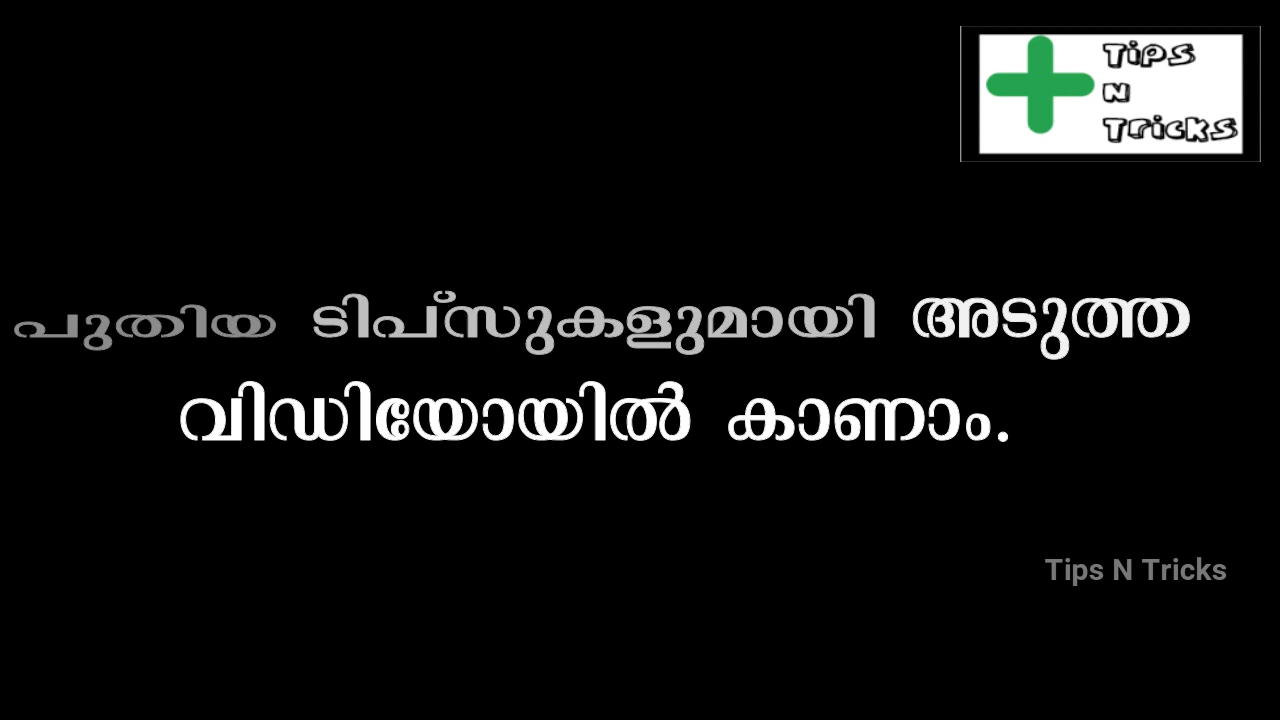 Tips
N
Tricks
പുതിയ ടിപ്സുകളുമായി അടുത്ത
വിഡിയോയിൽ കാണാം.
Tips N Tricks